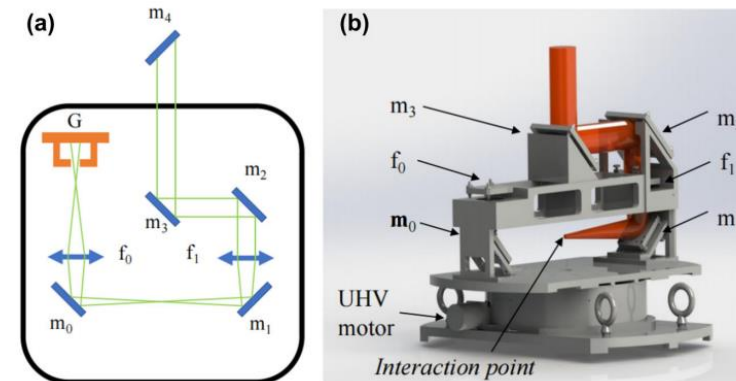 (a)
m4
G
m2
m3
f0
f1
m0
m1
(b)
m3
m
f0
f1
m0
m
UHV
motor
Interaction point